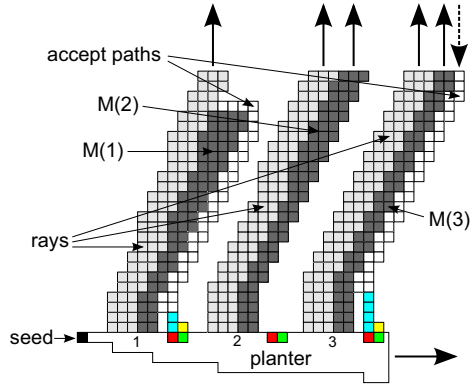 accept paths
M(2)
M(1)
M(3)
rays
seed
1 2 3
planter